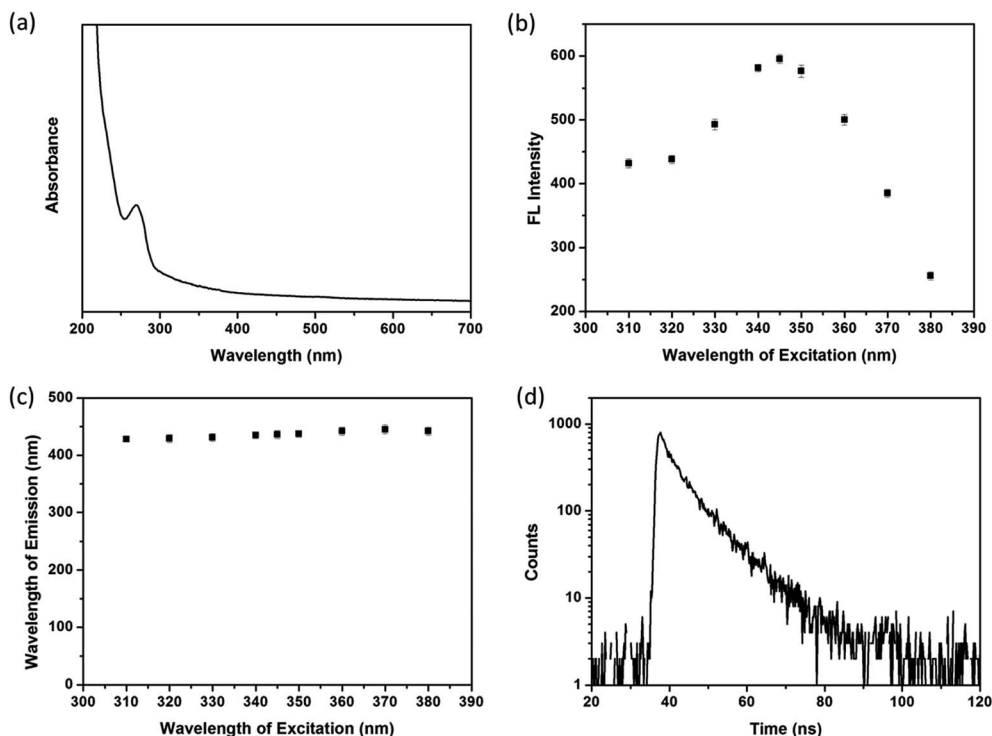 (a)
Absorbance
200 300 400 500 600 700
Wavelength (nm)
(b)
FL Intensity
600
500
400
300
200
300 310 320 330 340 350 360 370 380 390
Wavelength of Excitation (nm)
(c)
Wavelength of Emission (nm)
500
400
300
200
100
0
300 310 320 330 340 350 360 370 380 390
Wavelength of Excitation (nm)
(d)
Counts
1000
100
10
1
20 40 60 80 100 120
Time (ns)